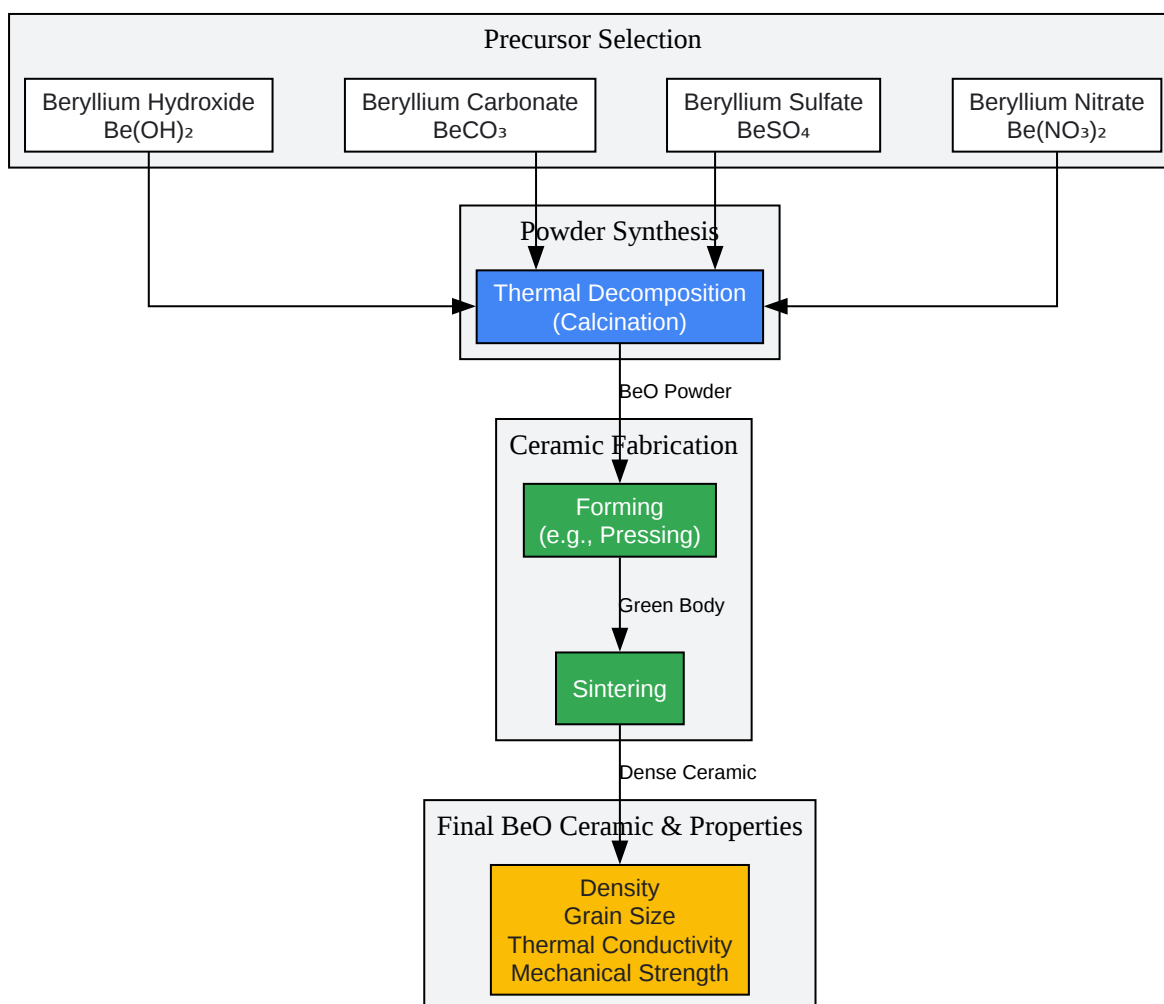 Precursor Selection
Beryllium Hydroxide
Be(OH)₂
Beryllium Carbonate
BeCO₃
Beryllium Sulfate
BeSO₄
Beryllium Nitrate
Be(NO₃)₂
Powder Synthesis
Thermal Decomposition
(Calcination)
BeO Powder
Ceramic Fabrication
Forming
(e.g., Pressing)
Green Body
Sintering
Dense Ceramic
Final BeO Ceramic & Properties
Density
Grain Size
Thermal Conductivity
Mechanical Strength